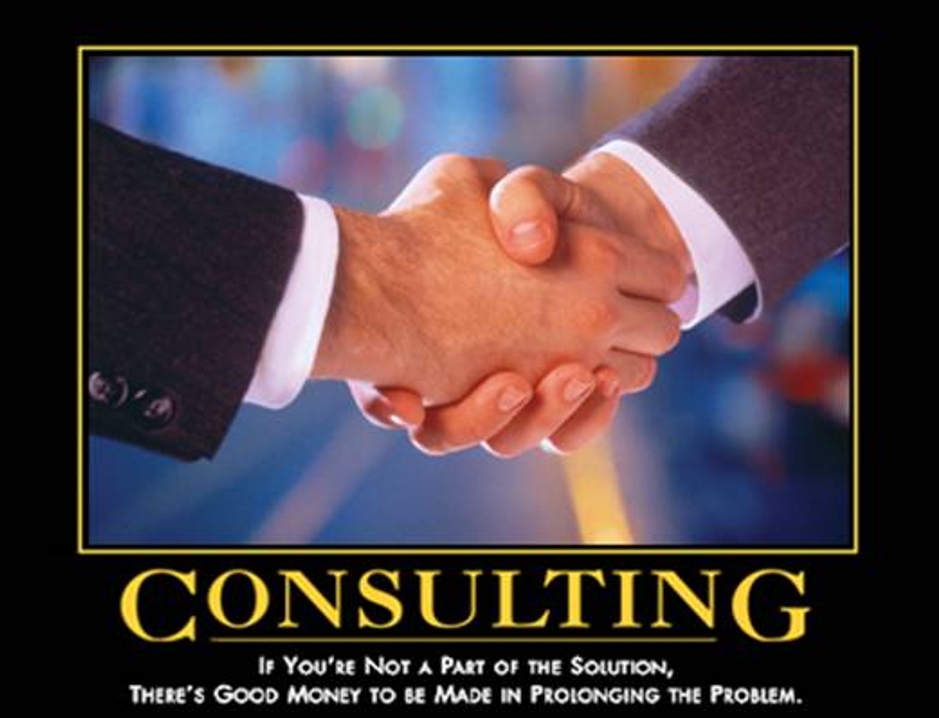 CONSULTING
IF YOU'RE NOT A PART OF THE SOLUTION,
THERE'S GOOD MONEY TO BE MADE IN PROLONGING THE PROBLEM.